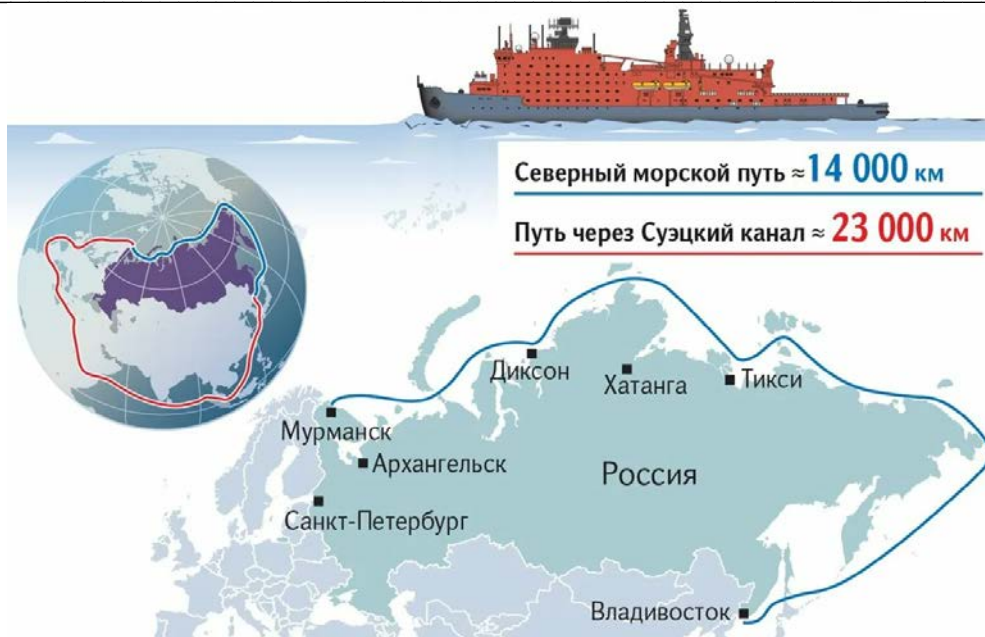 Северный морской путь ≈14 000 км
Путь через Суэцкий канал ≈ 23 000 км
Диксон
Хатанга
Тикси
Мурманск
Архангельск
Россия
Санкт-Петербург
Владивосток